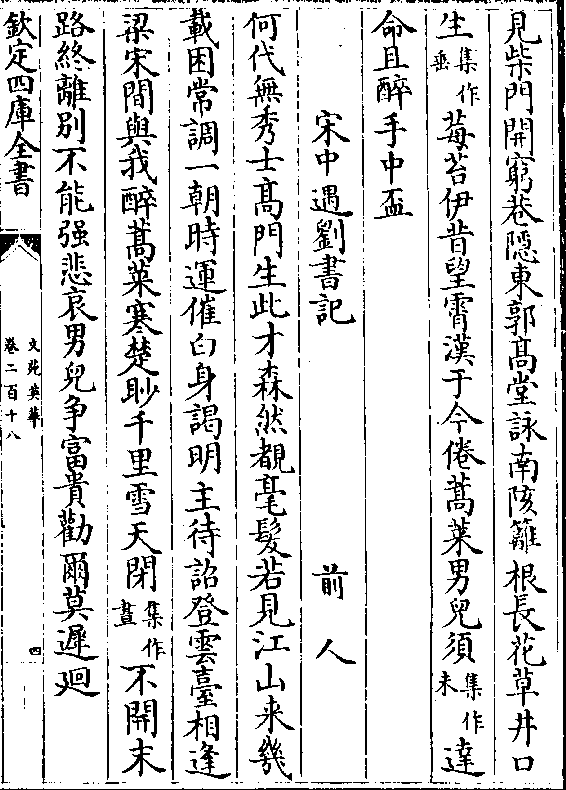 見柴門開窮巷隱東郭髙堂詠南陔籬根長花草井口
生集作垂莓苔伊昔望霄漢于今倦蒿萊男兒須集作未達
命且醉手中盃
宋中遇劉書記 前人
何代無秀士髙門生此才森然覩毫髮若見江山来㡬
載困常調一朝時運催白身謁明主待詔登雲臺相逢
梁宋間與我醉蒿萊寒楚眇千里雪天閉集作晝不開末
路終離别不能强悲哀男兒争富貴勸爾莫遲廻
欽定四庫全書
文苑英華
卷二百十八
四